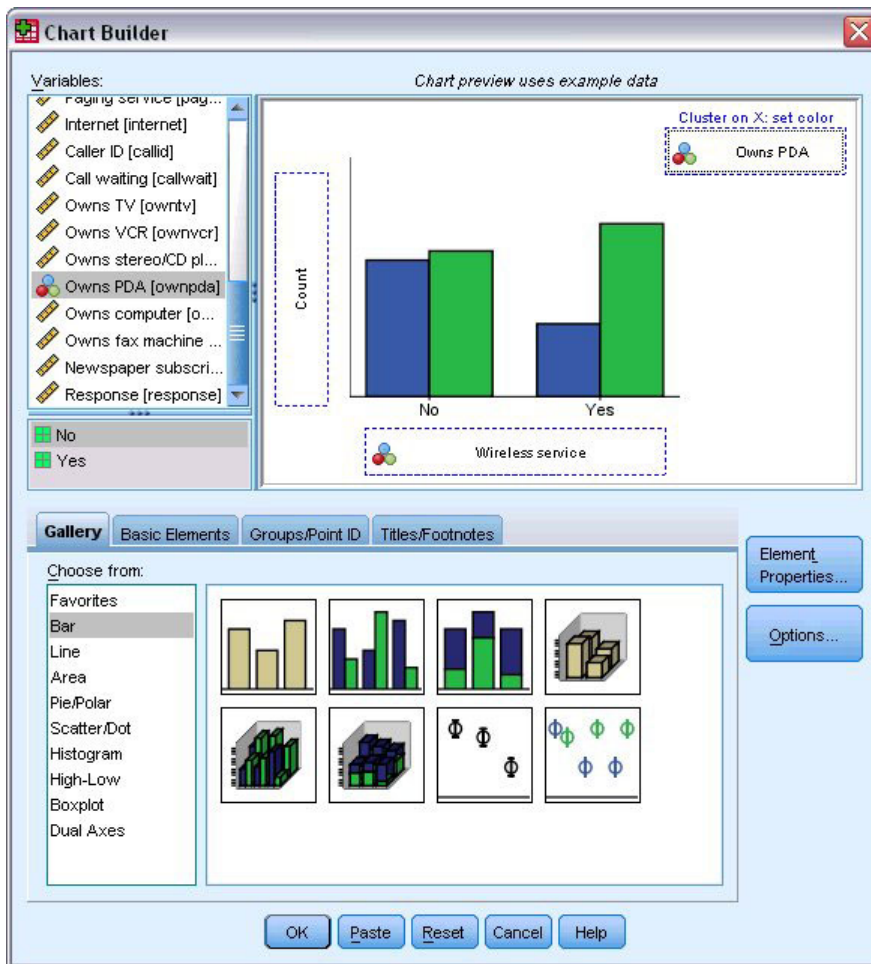 Chart Builder
Variables:
Chart preview uses example data
Paging service [pag...
Internet [internet]
Caller ID [callid]
Call waiting [callwait]
Owns TV [owntv]
Owns VCR [ownvcr]
Owns stereo/CD pl...
Owns PDA [ownpda]
Owns computer [o...
Owns fax machine ...
Newspaper subscri...
Response [response]
No
Yes
Cluster on X: set color
Owns PDA
Count
No Yes
Wireless service
Gallery Basic Elements Groups/Point ID Titles/Footnotes
Choose from:
Favorites
Bar
Line
Area
Pie/Polar
Scatter/Dot
Histogram
High-Low
Boxplot
Dual Axes
Element
Properties...
Options...
OK Paste Reset Cancel Help